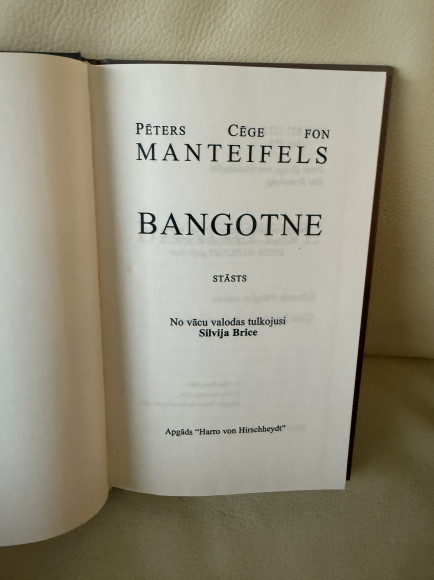 PĒTERS CĒGE FON
MANTEIFELS
BANGOTNE
STĀSTS
No vācu valodas tulkojusi
Silvija Brice
Apgāds "Harro von Hirschheydt"